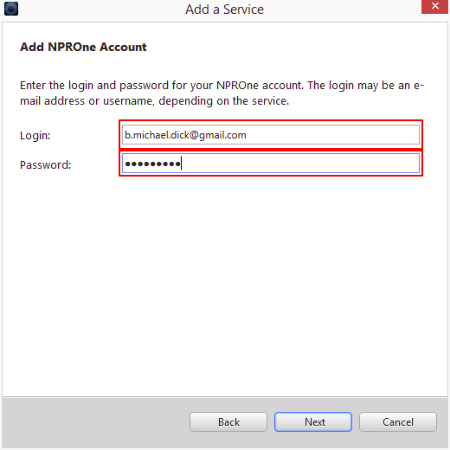 Add a Service
Add NPROne Account
Enter the login and password for your NPROne account. The login may be an e-
mail address or username, depending on the service.
Login:
b.michael.dick@gmail.com
Password:
●●●●●●●●●
Back
Next
Cancel